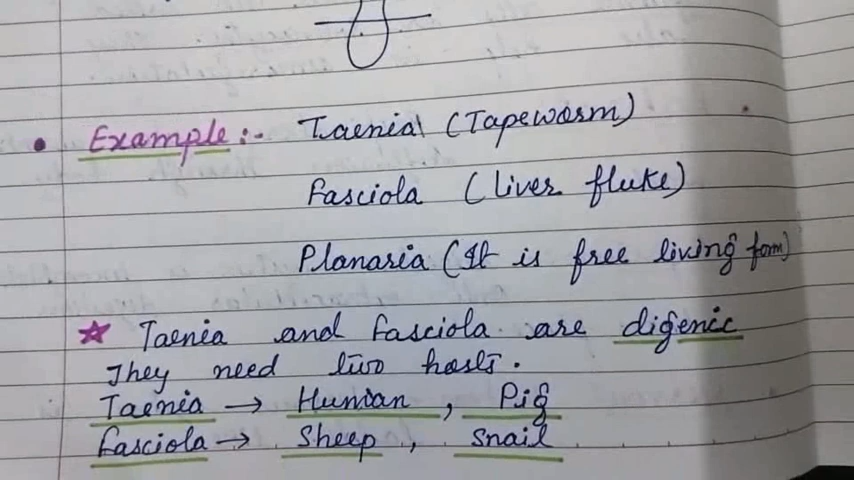 • Example:- Taenia (Tapeworm)
Fasciola (liver fluke)
Planaria (It is free living form)
☆ Taenia and fasciola are digenic
They need two hosts.
Taenia → Human, Pig
fasciola → Sheep, Snail